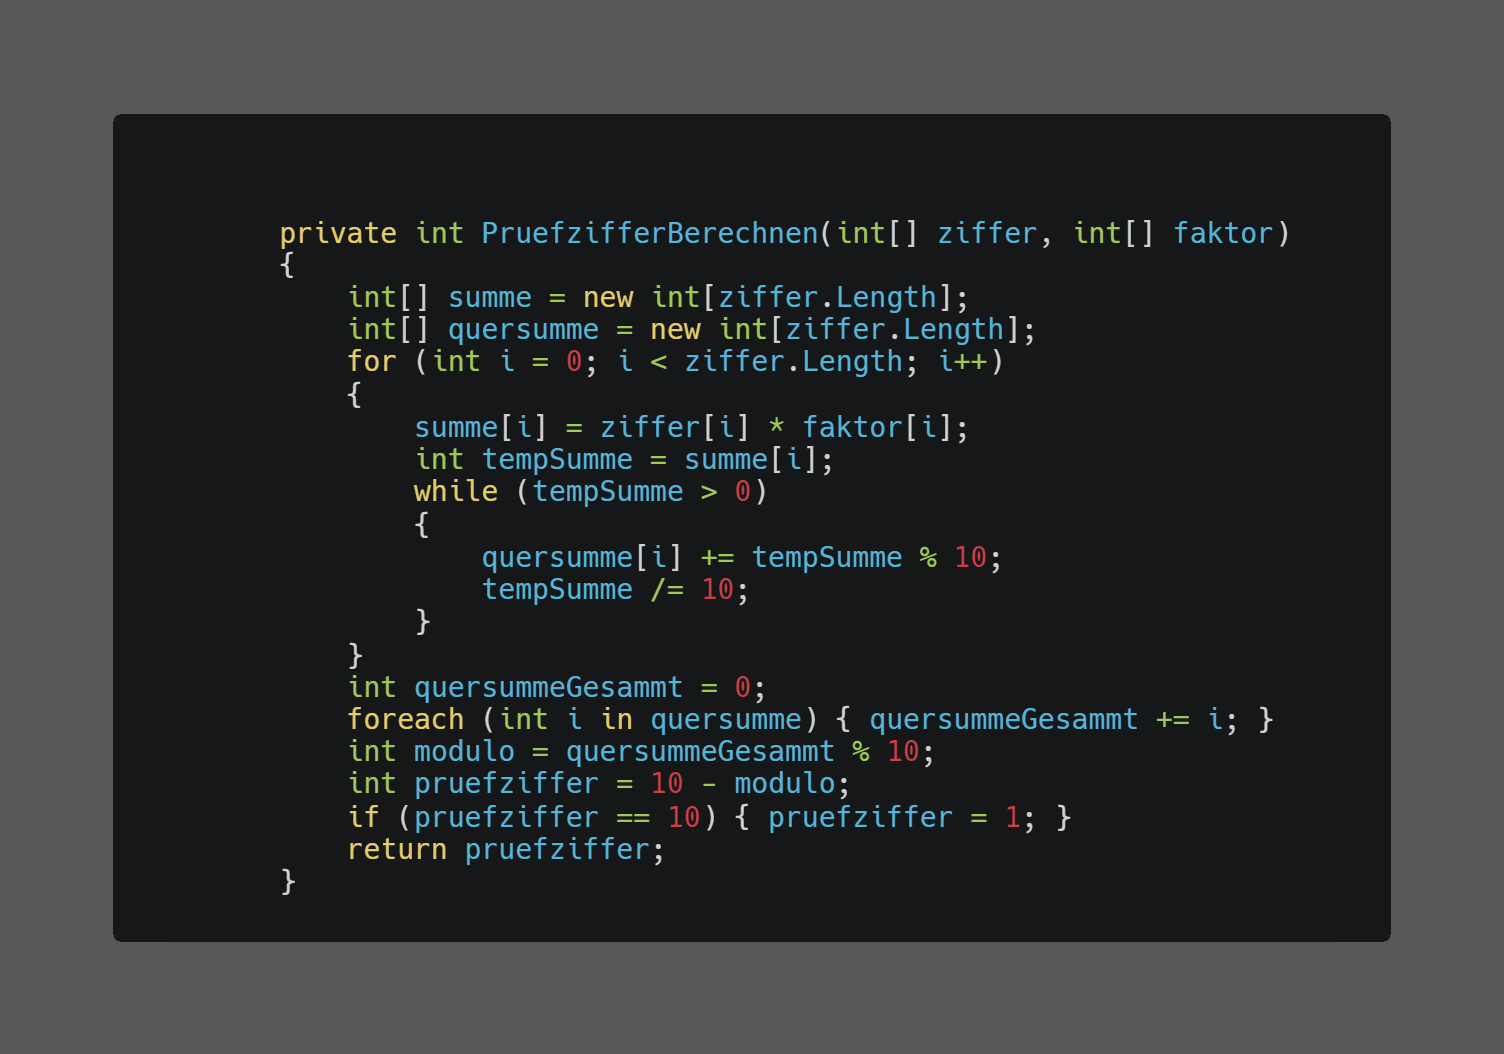 private int PruefzifferBerechnen(int[] ziffer, int[] faktor)
{
    int[] summe = new int[ziffer.Length];
    int[] quersumme = new int[ziffer.Length];
    for (int i = 0; i < ziffer.Length; i++)
    {
        summe[i] = ziffer[i] * faktor[i];
        int tempSumme = summe[i];
        while (tempSumme > 0)
        {
            quersumme[i] += tempSumme % 10;
            tempSumme /= 10;
        }
    }
    int quersummeGesammt = 0;
    foreach (int i in quersumme) { quersummeGesammt += i; }
    int modulo = quersummeGesammt % 10;
    int pruefziffer = 10 - modulo;
    if (pruefziffer == 10) { pruefziffer = 1; }
    return pruefziffer;
}